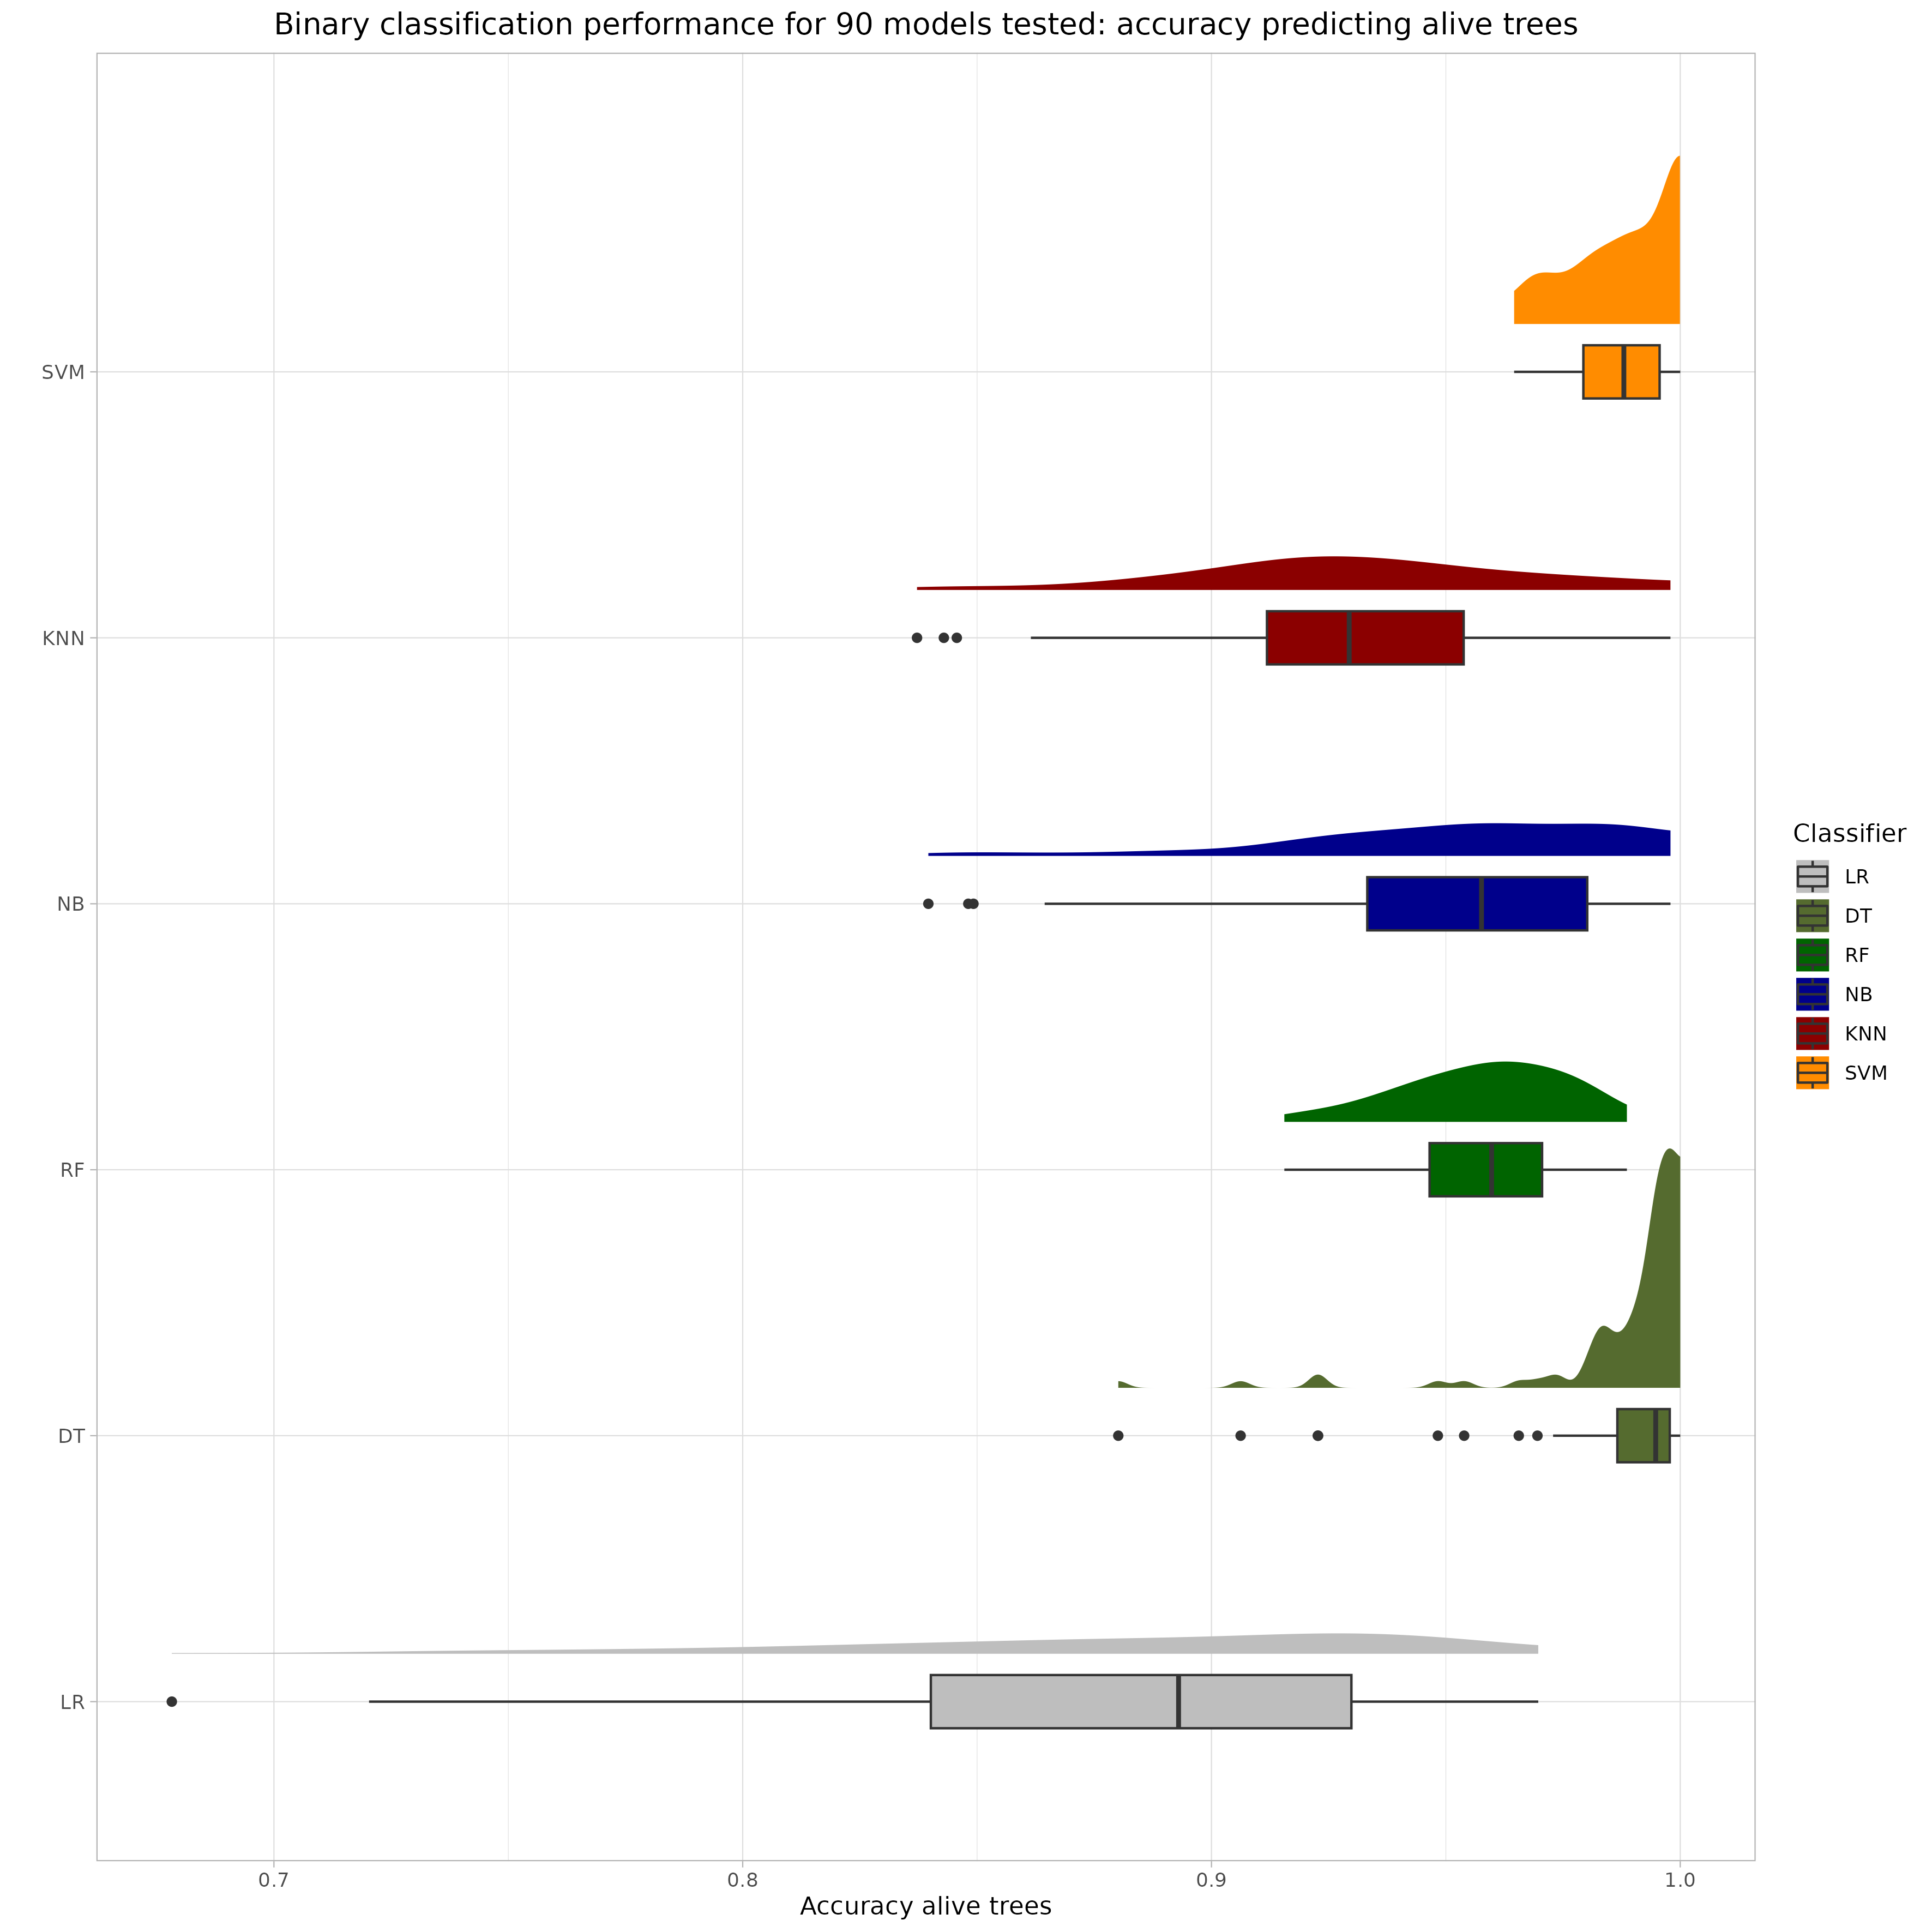 Binary classification performance for 90 models tested: accuracy predicting alive trees
SVM
KNN
NB
RF
DT
LR
0.7
0.8
0.9
1.0
Accuracy alive trees
Classifier
LR
DT
RF
NB
KNN
SVM